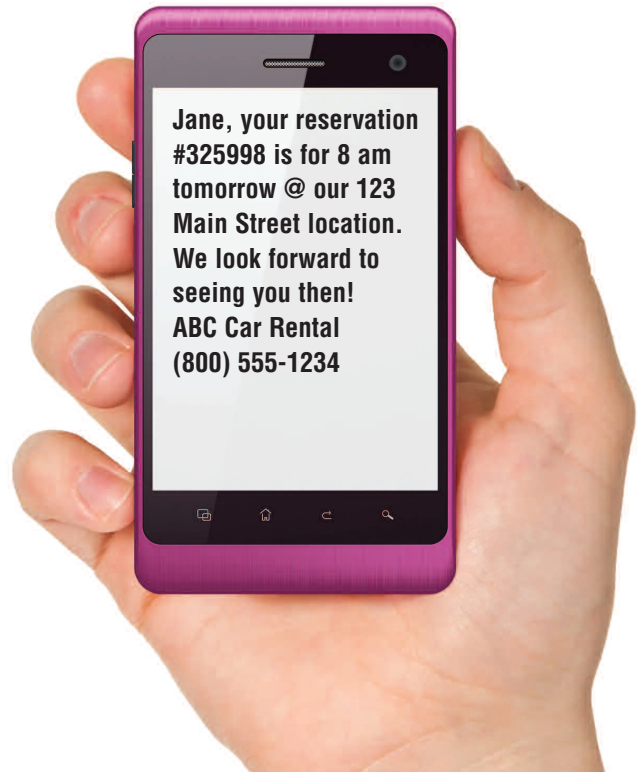 Jane, your reservation
#325998 is for 8 am
tomorrow @ our 123
Main Street location.
We look forward to
seeing you then!
ABC Car Rental
(800) 555-1234